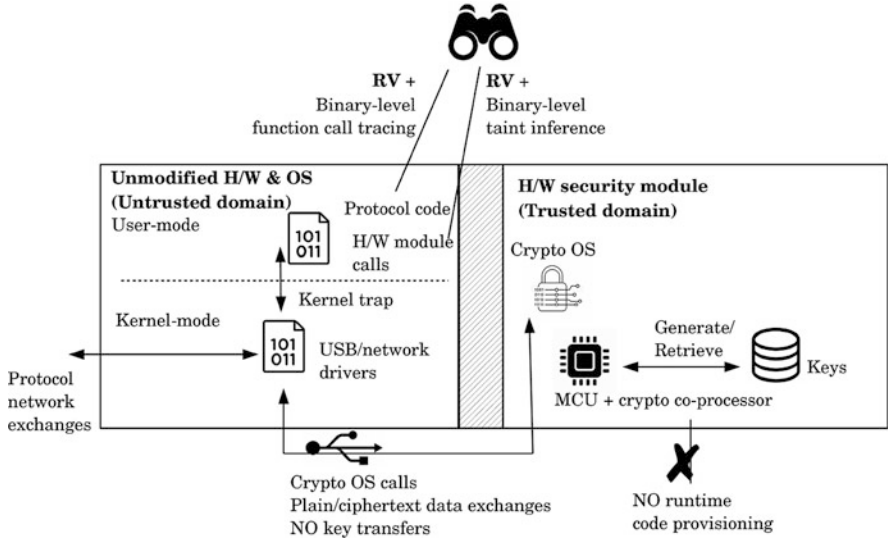 RV +
Binary-level
function call tracing
RV +
Binary-level
taint inference
Unmodified H/W & OS
(Untrusted domain)
User-mode
101
011
Protocol code
H/W module
calls
Kernel trap
Kernel-mode
101
011
USB/network
drivers
Protocol
network
exchanges
H/W security module
(Trusted domain)
Crypto OS
Generate/
Retrieve
Keys
MCU + crypto co-processor
Crypto OS calls
Plain/ciphertext data exchanges
NO key transfers
NO runtime
code provisioning